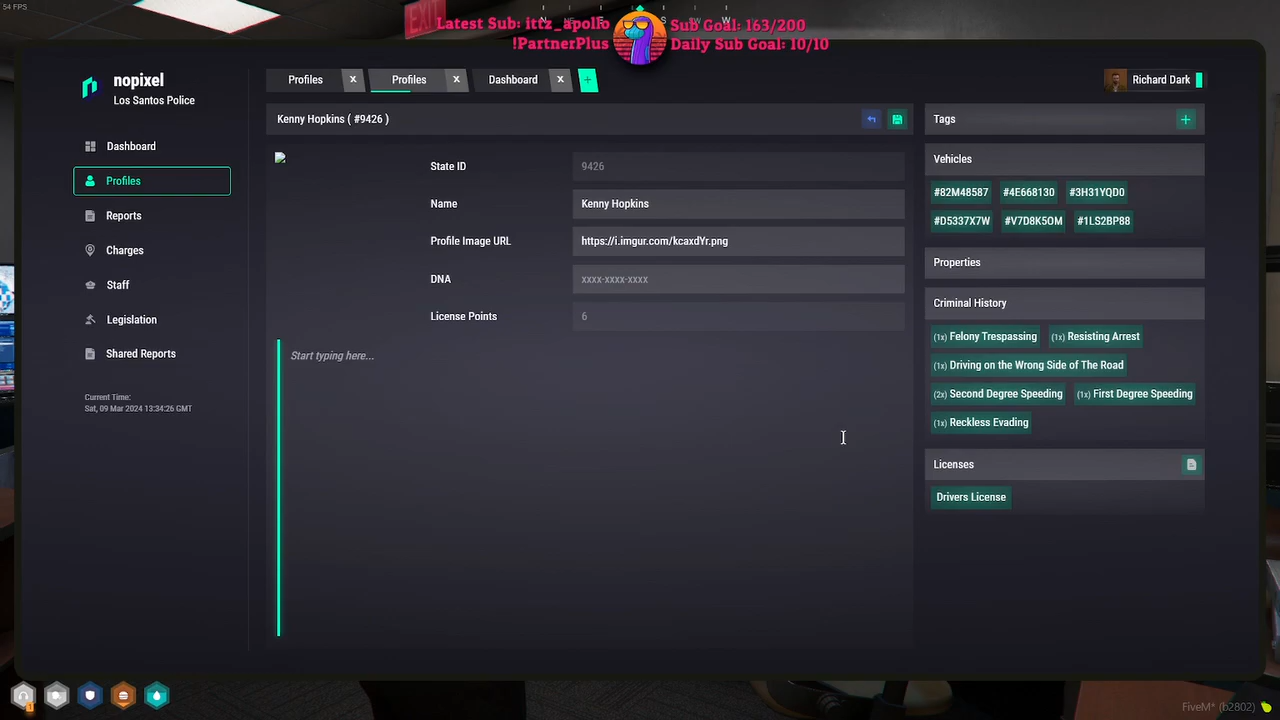 54 FPS
EXIT
N
S
W
Latest Sub: ittz_apollo
!PartnerPlus
Sub Goal: 163/200
Daily Sub Goal: 10/10
nopixel
Los Santos Police
Profiles x
Profiles x
Dashboard x
+
Richard Dark
Dashboard
Profiles
Reports
Charges
Staff
Legislation
Shared Reports
Current Time:
Sat, 09 Mar 2024 13:34:26 GMT
Kenny Hopkins ( #9426 )
State ID 9426
Name Kenny Hopkins
Profile Image URL https://i.imgur.com/kcaxdYr.png
DNA xxxx-xxxx-xxxx
License Points 6
Start typing here...
Tags +
Vehicles
#82M48587 #4E668130 #3H31YQD0
#D5337X7W #V7D8K5OM #1LS2BP88
Properties
Criminal History
(1x) Felony Trespassing (1x) Resisting Arrest
(1x) Driving on the Wrong Side of The Road
(2x) Second Degree Speeding (1x) First Degree Speeding
(1x) Reckless Evading
Licenses
Drivers License
FiveM* (b2802)